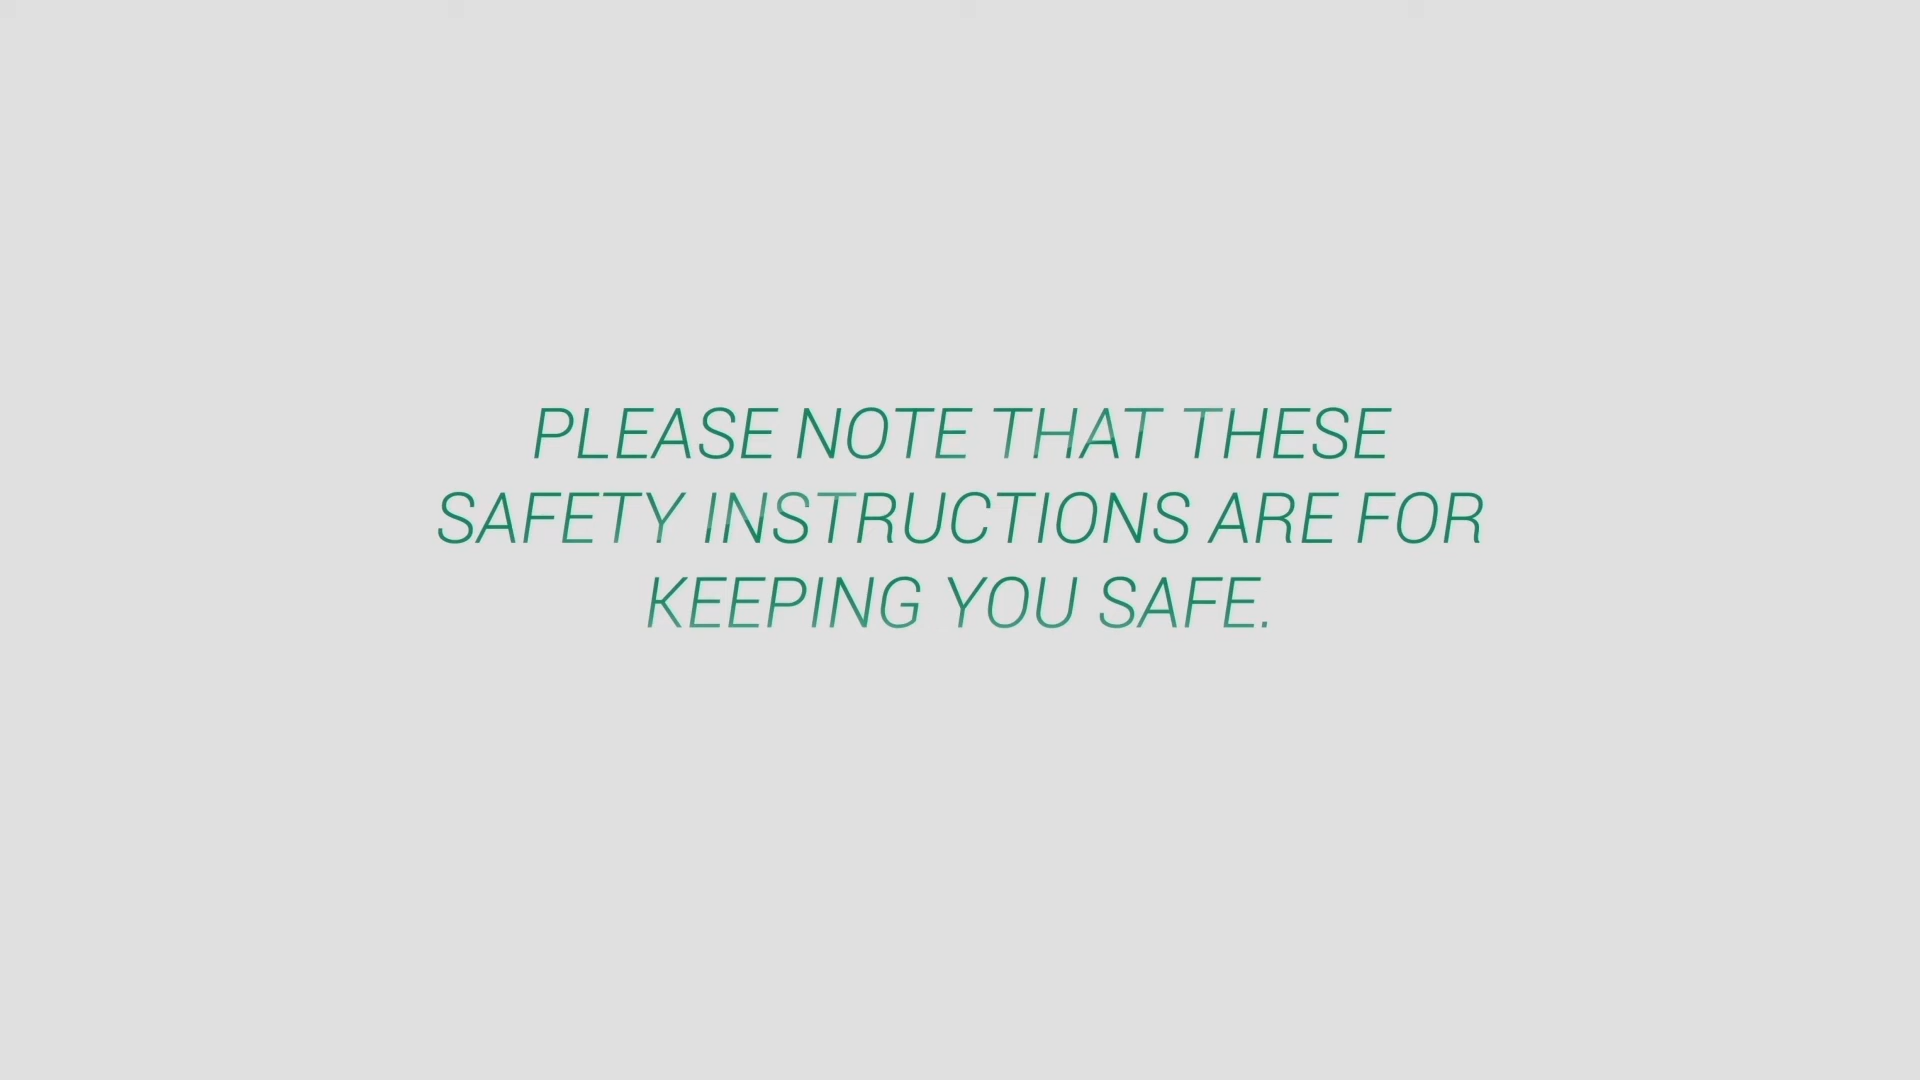 PLEASE NOTE THAT THESE
SAFETY INSTRUCTIONS ARE FOR
KEEPING YOU SAFE.